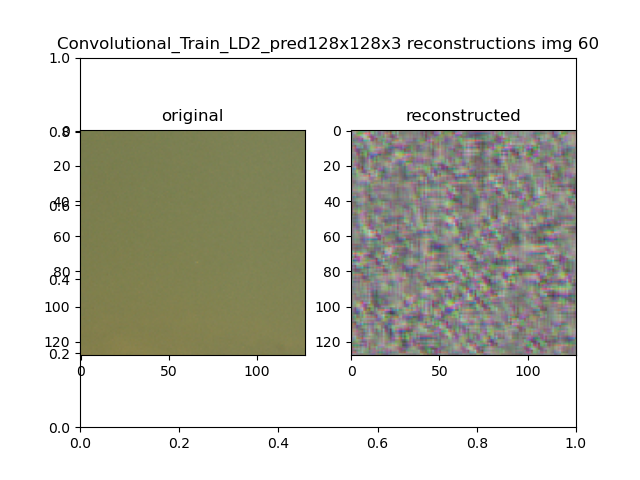 Convolutional_Train_LD2_pred128x128x3 reconstructions img 60
1.0
original reconstructed
0 0.8 0
20 20
40 0.6 40
60 60
80 0.4 80
100 100
120 0.2 120
0 50 100 0 50 100
0.0
0.0 0.2 0.4 0.6 0.8 1.0